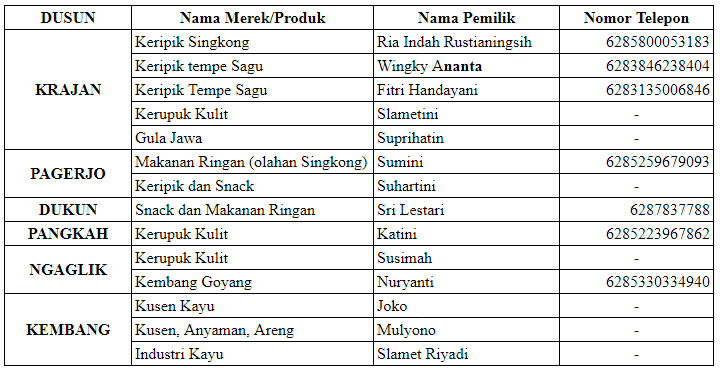 DUSUN Nama Merek/Produk Nama Pemilik Nomor Telepon
KRAJAN Keripik Singkong Ria Indah Rustianingsih 6285800053183
Keripik tempe Sagu Wingky Ananta 6283846238404
Keripik Tempe Sagu Fitri Handayani 6283135006846
Kerupuk Kulit Slametini -
Gula Jawa Suprihatin -
PAGERJO Makanan Ringan (olahan Singkong) Sumini 6285259679093
Keripik dan Snack Suhartini -
DUKUN Snack dan Makanan Ringan Sri Lestari 6287837788
PANGKAH Kerupuk Kulit Katini 6285223967862
NGAGLIK Kerupuk Kulit Susimah -
Kembang Goyang Nuryanti 6285330334940
KEMBANG Kusen Kayu Joko -
Kusen, Anyaman, Areng Mulyono -
Industri Kayu Slamet Riyadi -